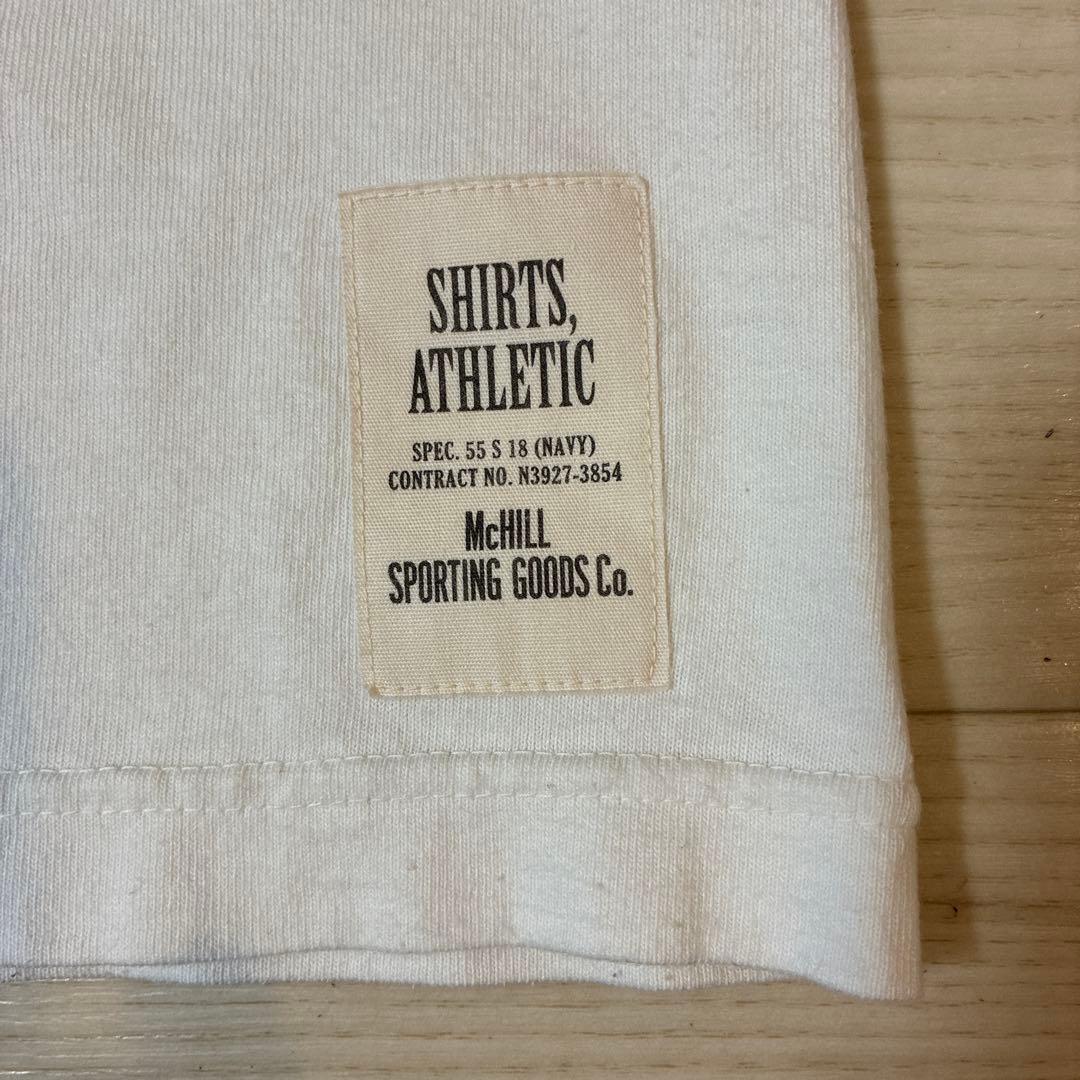 SHIRTS,
ATHLETIC
SPEC. 55 S 18 (NAVY)
CONTRACT NO. N3927-3854
McHILL
SPORTING GOODS Co.